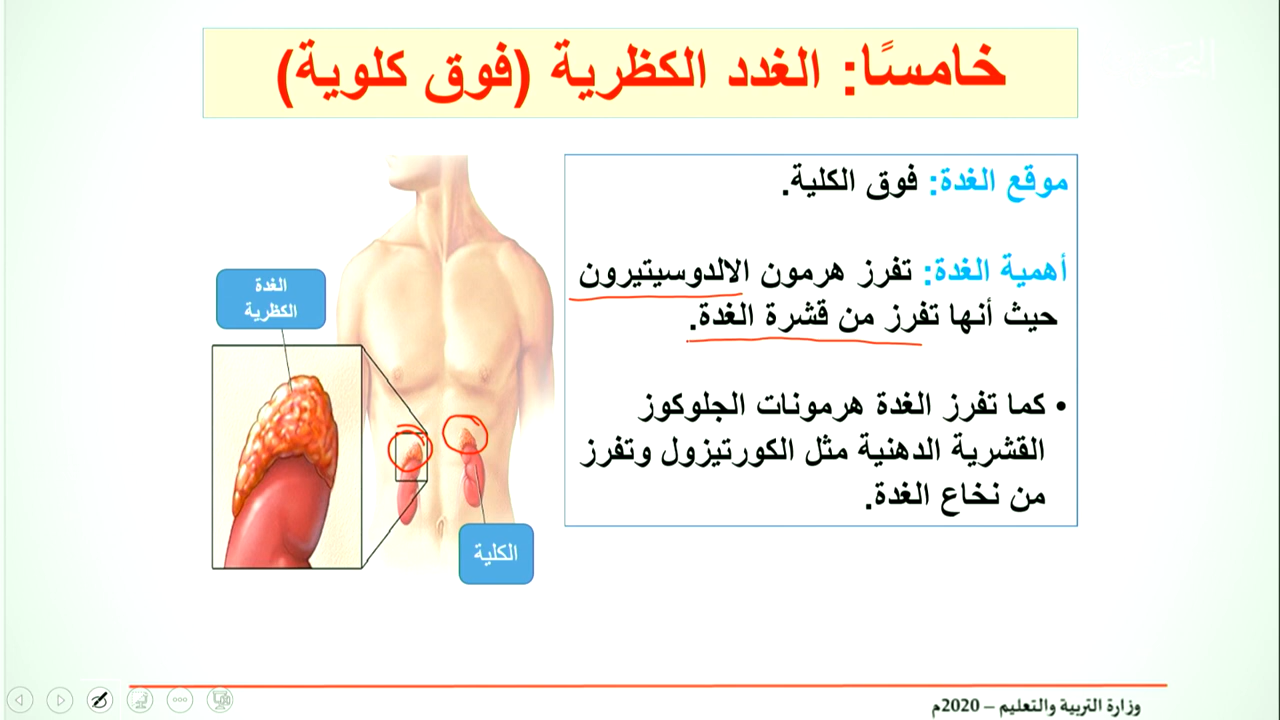 خامسًا: الغدد الكظرية (فوق كلوية)
موقع الغدة: فوق الكلية.
أهمية الغدة: تفرز هرمون الالدوسيتيرون
حيث أنها تفرز من قشرة الغدة.
• كما تفرز الغدة هرمونات الجلوكوز
القشرية الدهنية مثل الكورتيزول وتفرز
من نخاع الغدة.
الغدة
الكظرية
الكلية
وزارة التربية والتعليم – 2020م